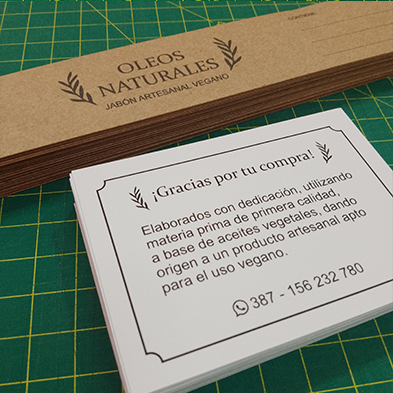 OLEOS
NATURALES
JABÓN ARTESANAL VEGANO
CONTIENE:
¡Gracias por tu compra!
Elaborados con dedicación, utilizando
materia prima de primera calidad,
a base de aceites vegetales, dando
origen a un producto artesanal apto
para el uso vegano.
387 - 156 232 780